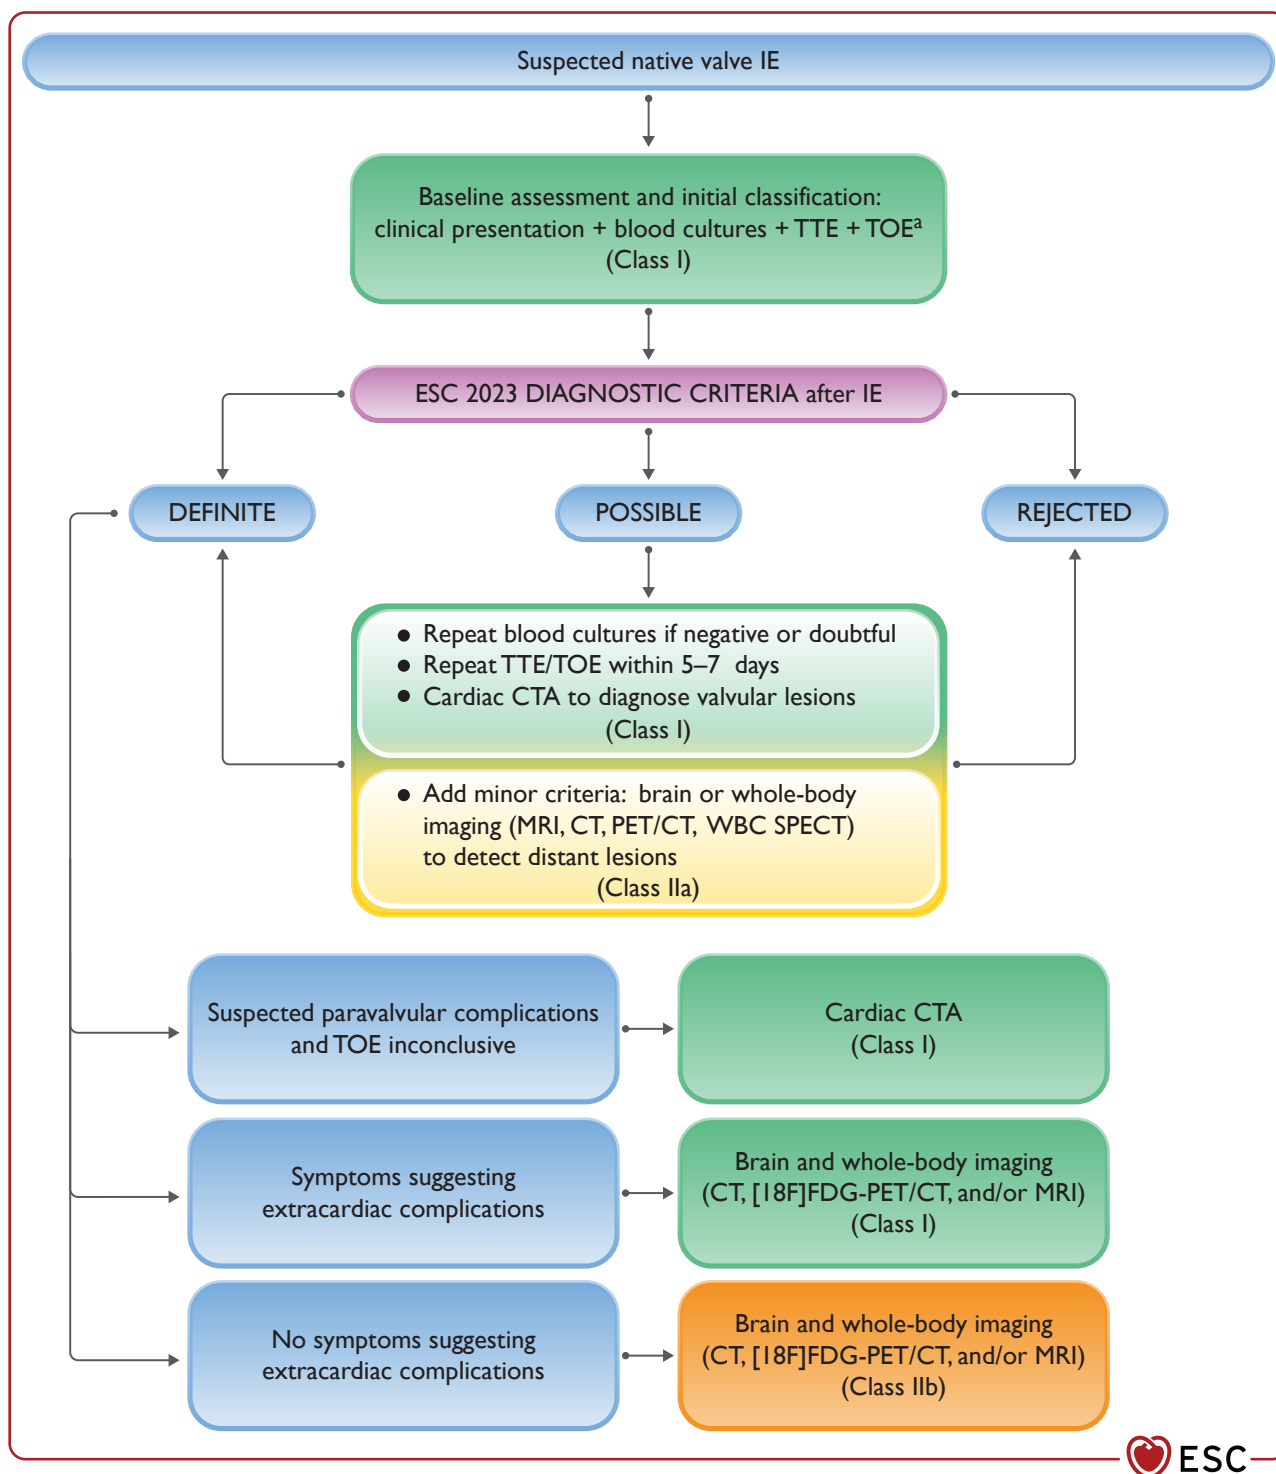 Suspected native valve IE
Baseline assessment and initial classification:
clinical presentation + blood cultures + TTE + TOEᵃ
(Class I)
ESC 2023 DIAGNOSTIC CRITERIA after IE
DEFINITE
POSSIBLE
REJECTED
● Repeat blood cultures if negative or doubtful
● Repeat TTE/TOE within 5–7 days
● Cardiac CTA to diagnose valvular lesions
(Class I)
● Add minor criteria: brain or whole-body
imaging (MRI, CT, PET/CT, WBC SPECT)
to detect distant lesions
(Class IIa)
Suspected paravalvular complications
and TOE inconclusive
Cardiac CTA
(Class I)
Symptoms suggesting
extracardiac complications
Brain and whole-body imaging
(CT, [18F]FDG-PET/CT, and/or MRI)
(Class I)
No symptoms suggesting
extracardiac complications
Brain and whole-body imaging
(CT, [18F]FDG-PET/CT, and/or MRI)
(Class IIb)
ESC